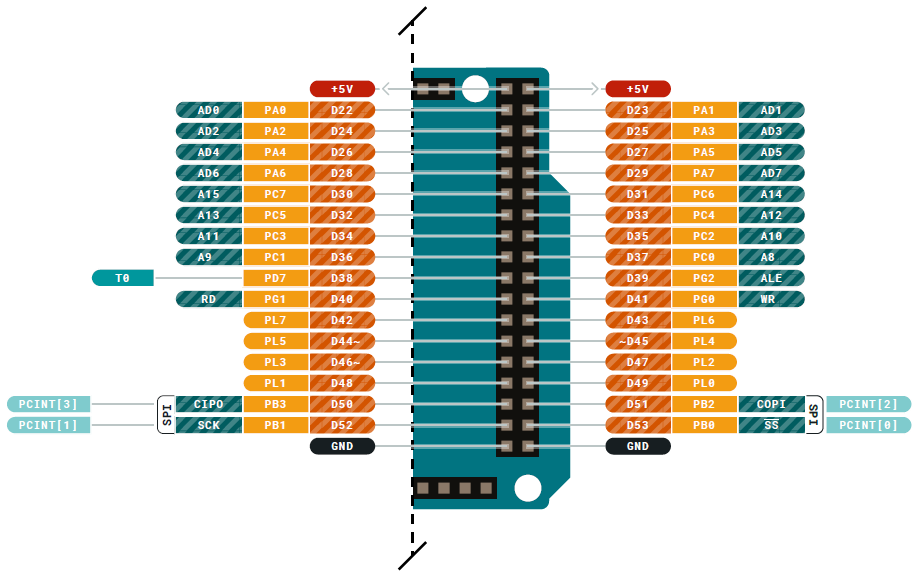 +5V +5V
AD0 PA0 D22 D23 PA1 AD1
AD2 PA2 D24 D25 PA3 AD3
AD4 PA4 D26 D27 PA5 AD5
AD6 PA6 D28 D29 PA7 AD7
A15 PC7 D30 D31 PC6 A14
A13 PC5 D32 D33 PC4 A12
A11 PC3 D34 D35 PC2 A10
A9 PC1 D36 D37 PC0 A8
T0 PD7 D38 D39 PG2 ALE
RD PG1 D40 D41 PG0 WR
PL7 D42 D43 PL6
PL5 D44~ ~D45 PL4
PL3 D46~ D47 PL2
PL1 D48 D49 PL0
PCINT[3] SPI CIPO PB3 D50 D51 PB2 COPI SPI PCINT[2]
PCINT[1] SCK PB1 D52 D53 PB0 S̅S̅ PCINT[0]
GND GND